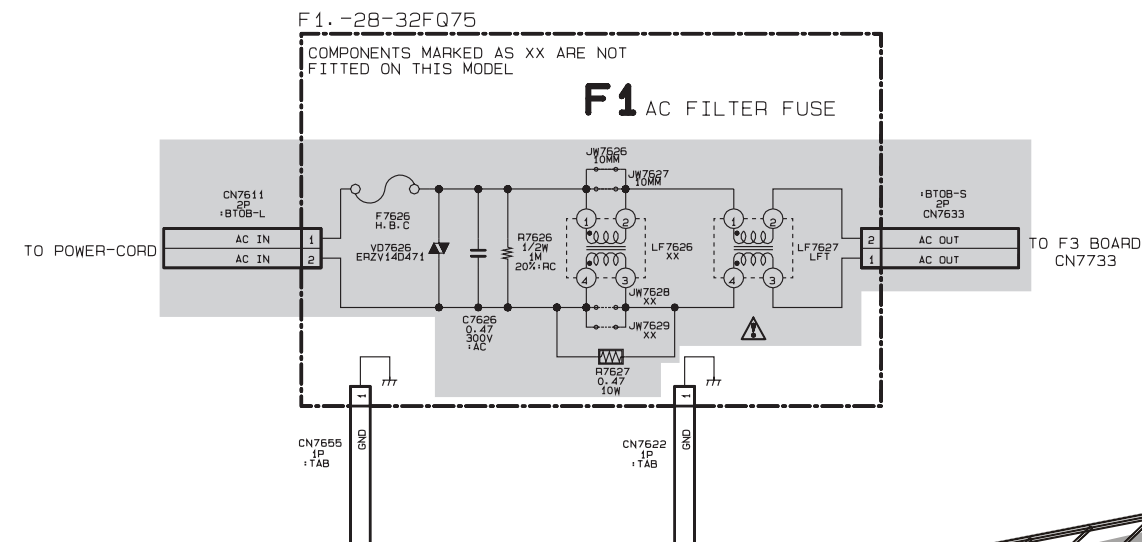 F1.-28-32FQ75
COMPONENTS MARKED AS XX ARE NOT
FITTED ON THIS MODEL
F1 AC FILTER FUSE
JW7626
10MM
JW7627
10MM
CN7611
2P
:BTOB-L
:BTOB-S
2P
CN7633
F7626
H.B.C
1
2
1
2
TO POWER-CORD
AC IN
1
AC IN
2
VD7626
ERZV14D471
R7626
1/2W
1M
20%:RC
LF7626
XX
LF7627
LFT
2
AC OUT
1
AC OUT
TO F3 BOARD
CN7733
4
3
4
3
JW7628
XX
JW7629
XX
C7626
0.47
300V
:AC
R7627
0.47
10W
1
1
CN7655
1P
:TAB
GND
CN7622
1P
:TAB
GND